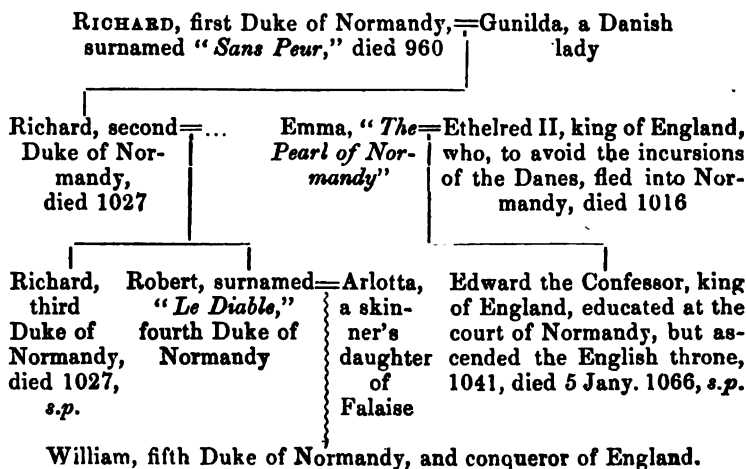 RICHARD, first Duke of Normandy,=Gunilda, a Danish
surnamed "Sans Peur," died 960 lady
Richard, second=...
Duke of Nor-
mandy,
died 1027
Emma, "The=Ethelred II, king of England,
Pearl of Nor- who, to avoid the incursions
mandy" of the Danes, fled into Nor-
mandy, died 1016
Richard,
third
Duke of
Normandy,
died 1027,
s.p.
Robert, surnamed=Arlotta,
"Le Diable," a skin-
fourth Duke of ner's
Normandy daughter
of
Falaise
Edward the Confessor, king
of England, educated at the
court of Normandy, but as-
cended the English throne,
1041, died 5 Jany. 1066, s.p.
William, fifth Duke of Normandy, and conqueror of England.